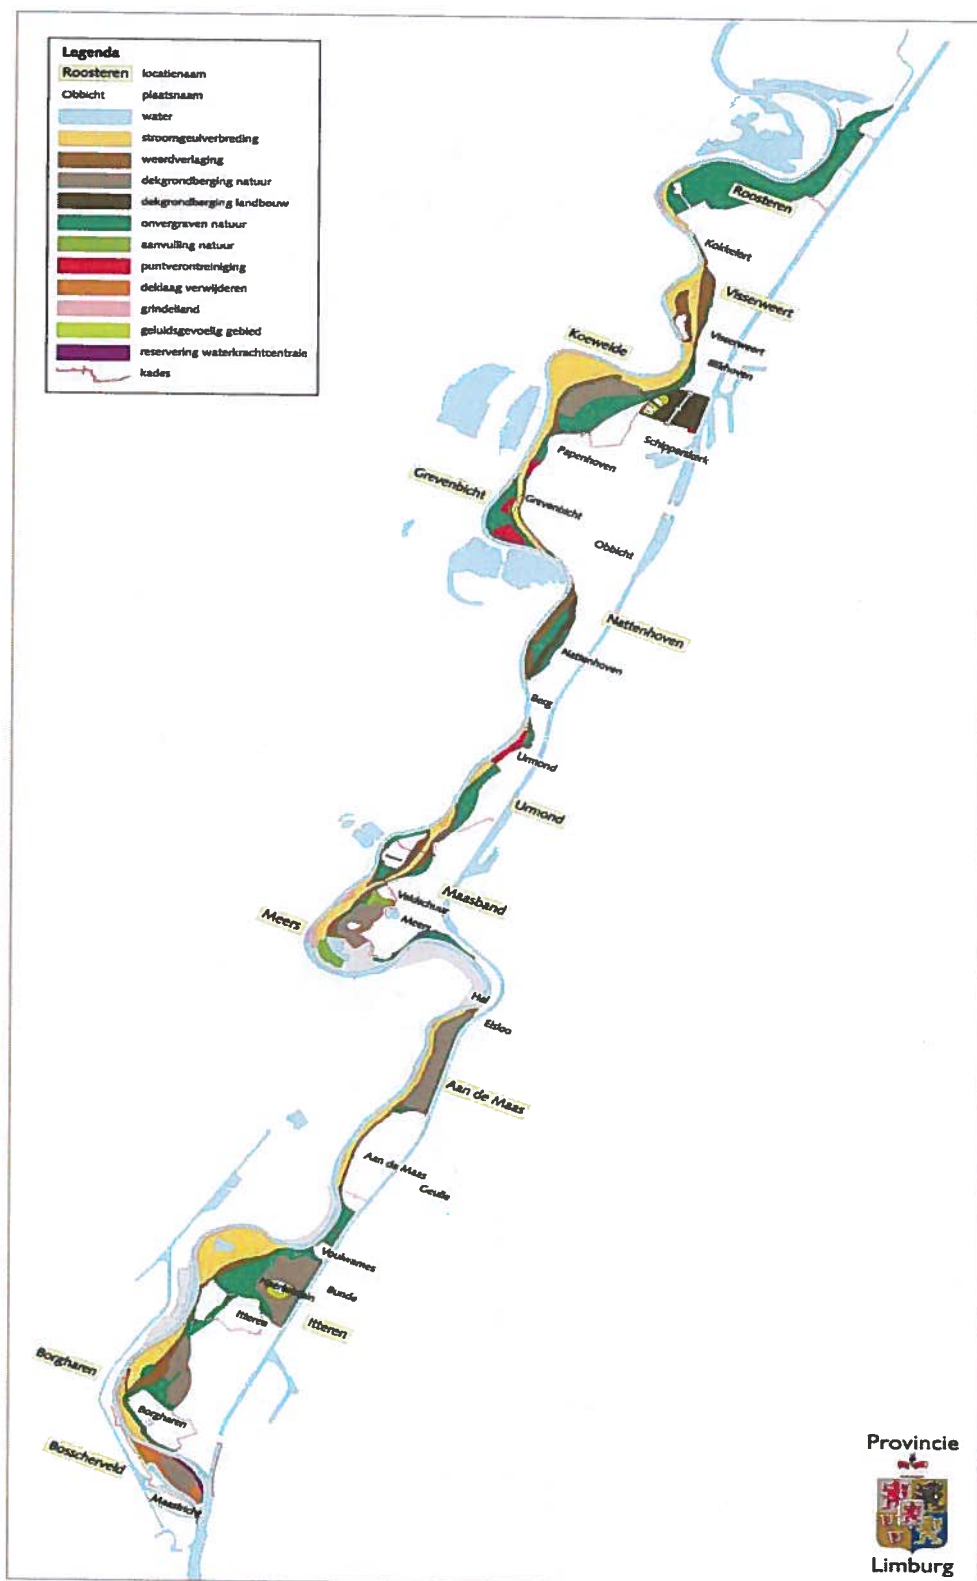 Legenda
Roosteren locatienaam
Obbicht plaatsnaam
water
stroomgeulverbreding
weerdverlaging
dekgrondberging natuur
dekgrondberging landbouw
onvergraven natuur
aanvulling natuur
puntverontreiniging
deklaag verwijderen
grindeiland
geluidsgevoelig gebied
reservering waterkrachtcentrale
kades
Roosteren
Kokkelert
Visserweert
Koeweide
Visserweert
Illikhoven
Schipperskerk
Papenhoven
Grevenbicht
Grevenbicht
Obbicht
Nattenhoven
Nattenhoven
Berg
Urmond
Urmond
Maasband
Veldschuur
Meers
Meers
Hal
Elsloo
Aan de Maas
Aan de Maas
Geulle
Voulwames
Bunde
Itteren
Itteren
Borgharen
Borgharen
Bosscherveld
Maastricht
Provincie
Limburg